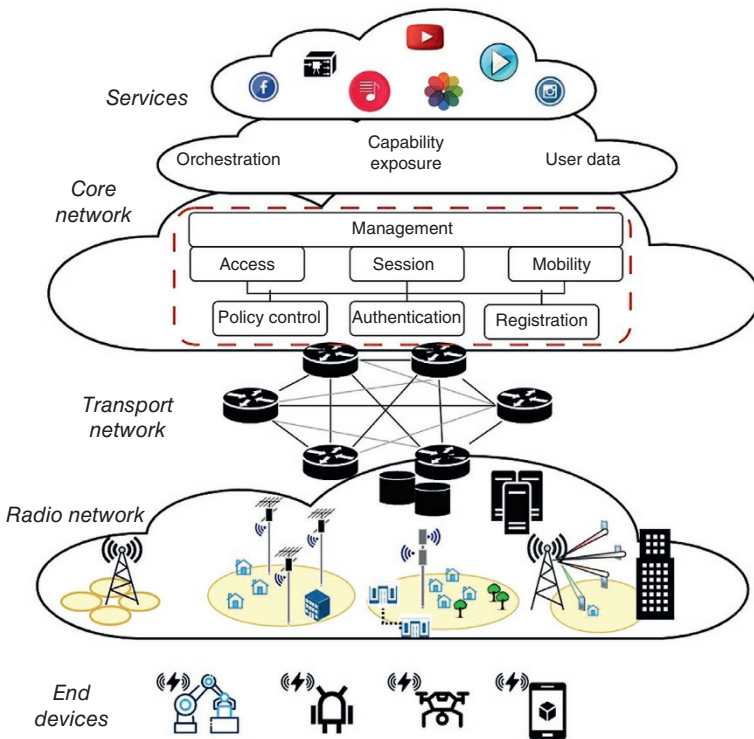 Services
Orchestration
Capability
exposure
User data
Core
network
Management
Access
Session
Mobility
Policy control
Authentication
Registration
Transport
network
Radio network
End
devices